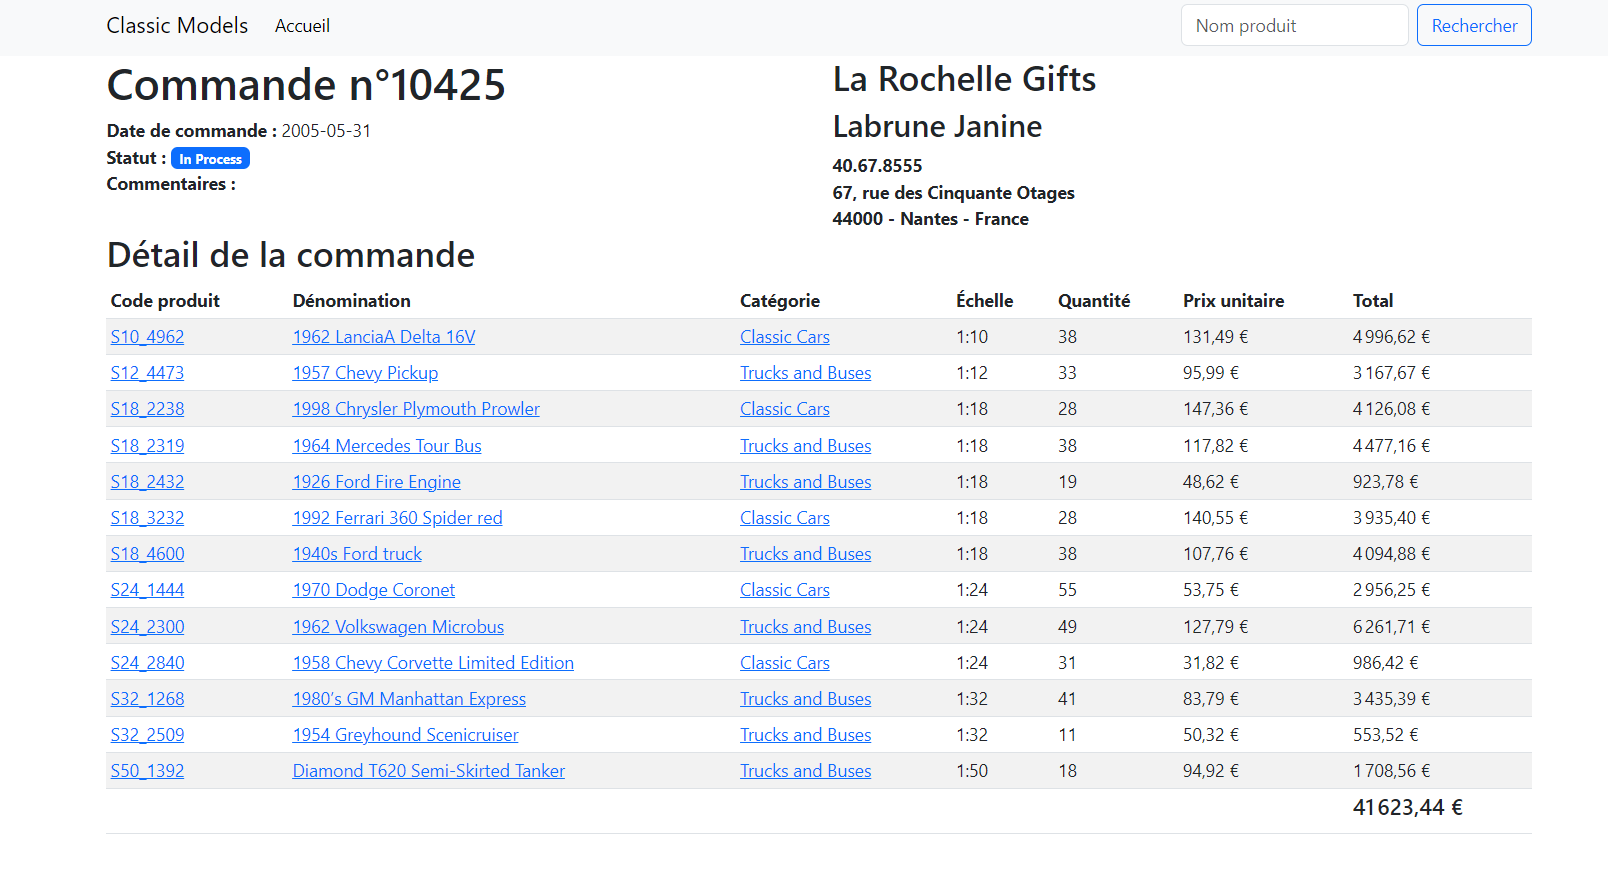 Classic Models Accueil Nom produit Rechercher
Commande n°10425
Date de commande : 2005-05-31
Statut : In Process
Commentaires :
La Rochelle Gifts
Labrune Janine
40.67.8555
67, rue des Cinquante Otages
44000 - Nantes - France
Détail de la commande
Code produit Dénomination Catégorie Échelle Quantité Prix unitaire Total
S10_4962 1962 LanciaA Delta 16V Classic Cars 1:10 38 131,49 € 4 996,62 €
S12_4473 1957 Chevy Pickup Trucks and Buses 1:12 33 95,99 € 3 167,67 €
S18_2238 1998 Chrysler Plymouth Prowler Classic Cars 1:18 28 147,36 € 4 126,08 €
S18_2319 1964 Mercedes Tour Bus Trucks and Buses 1:18 38 117,82 € 4 477,16 €
S18_2432 1926 Ford Fire Engine Trucks and Buses 1:18 19 48,62 € 923,78 €
S18_3232 1992 Ferrari 360 Spider red Classic Cars 1:18 28 140,55 € 3 935,40 €
S18_4600 1940s Ford truck Trucks and Buses 1:18 38 107,76 € 4 094,88 €
S24_1444 1970 Dodge Coronet Classic Cars 1:24 55 53,75 € 2 956,25 €
S24_2300 1962 Volkswagen Microbus Trucks and Buses 1:24 49 127,79 € 6 261,71 €
S24_2840 1958 Chevy Corvette Limited Edition Classic Cars 1:24 31 31,82 € 986,42 €
S32_1268 1980's GM Manhattan Express Trucks and Buses 1:32 41 83,79 € 3 435,39 €
S32_2509 1954 Greyhound Scenicruiser Trucks and Buses 1:32 11 50,32 € 553,52 €
S50_1392 Diamond T620 Semi-Skirted Tanker Trucks and Buses 1:50 18 94,92 € 1 708,56 €
41 623,44 €